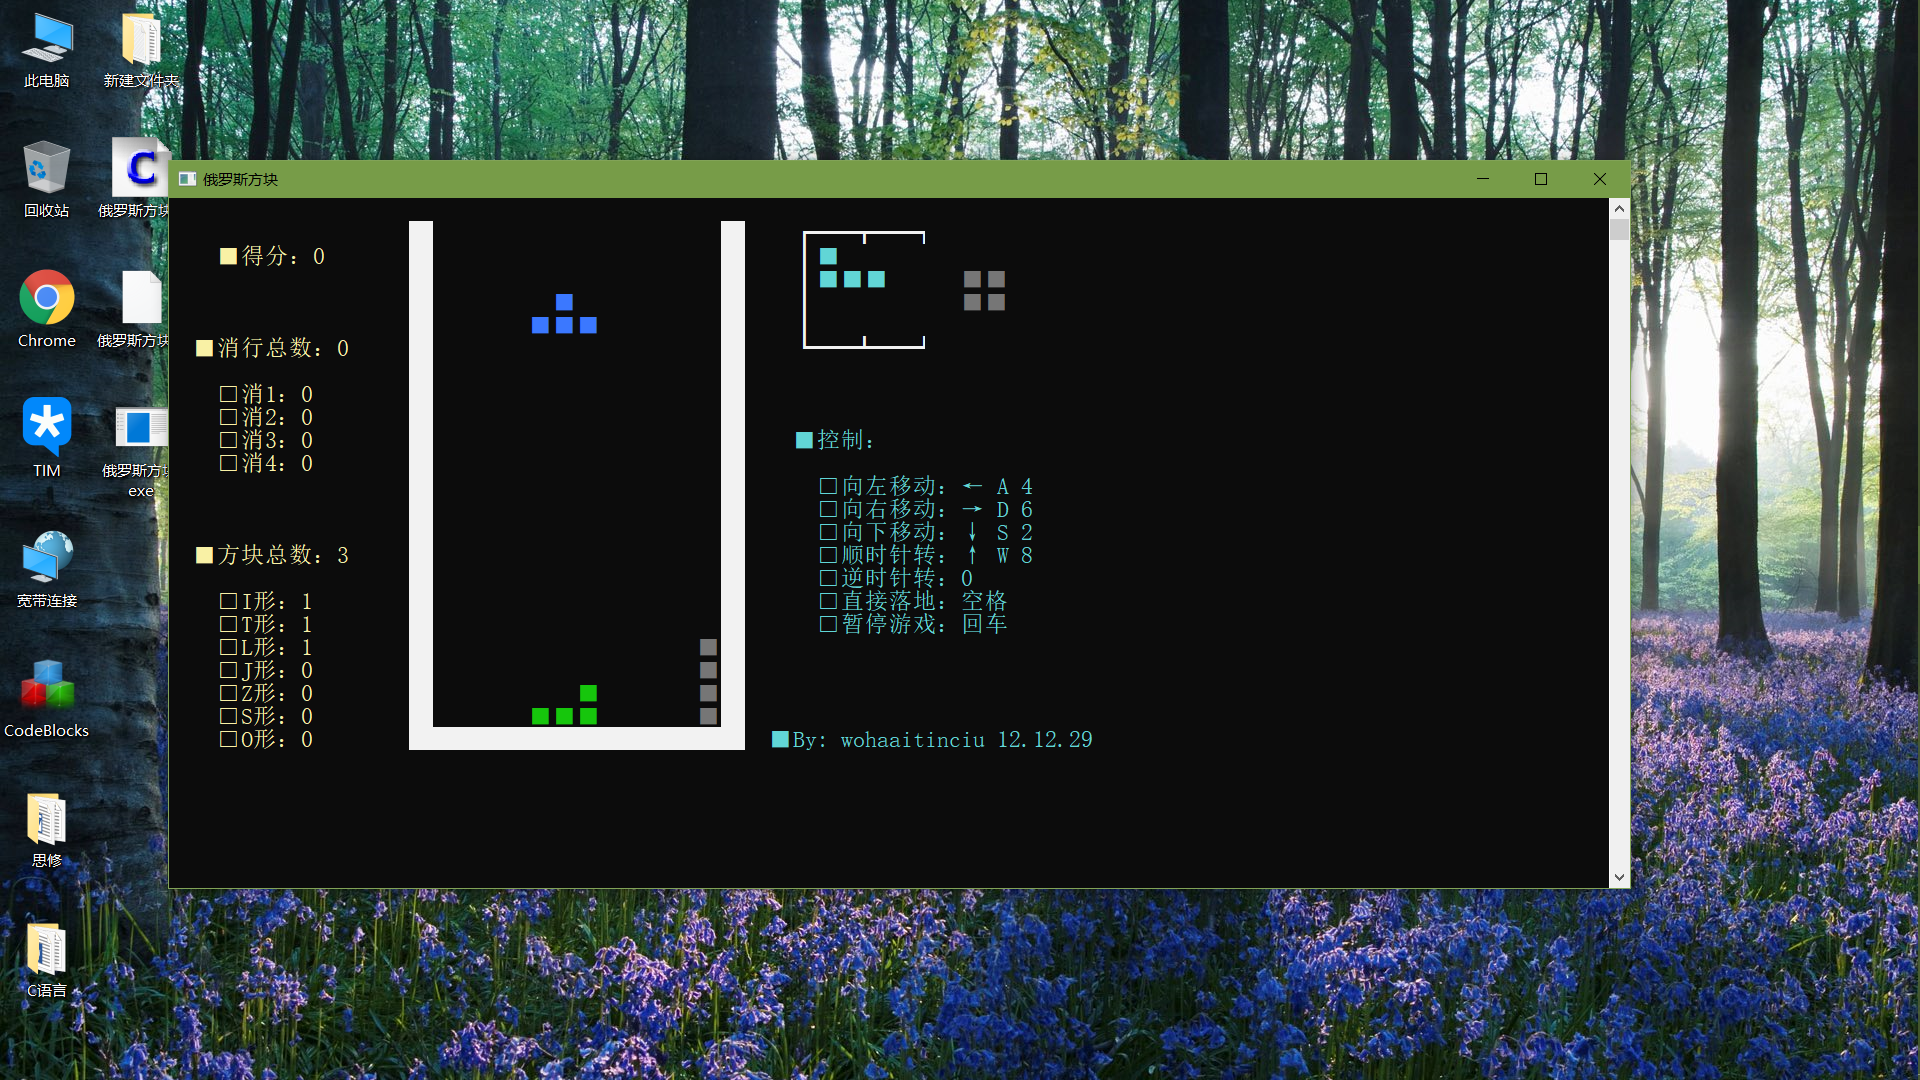 此电脑
新建文件夹
回收站
俄罗斯方块
Chrome
俄罗斯方块
TIM
俄罗斯方块
exe
宽带连接
CodeBlocks
思修
C语言
俄罗斯方块
■得分: 0
■消行总数: 0
□消1: 0
□消2: 0
□消3: 0
□消4: 0
■方块总数: 3
□I形: 1
□T形: 1
□L形: 1
□J形: 0
□Z形: 0
□S形: 0
□O形: 0
■控制:
□向左移动: ← A 4
□向右移动: → D 6
□向下移动: ↓ S 2
□顺时针转: ↑ W 8
□逆时针转: 0
□直接落地: 空格
□暂停游戏: 回车
■By: wohaaitinciu 12.12.29